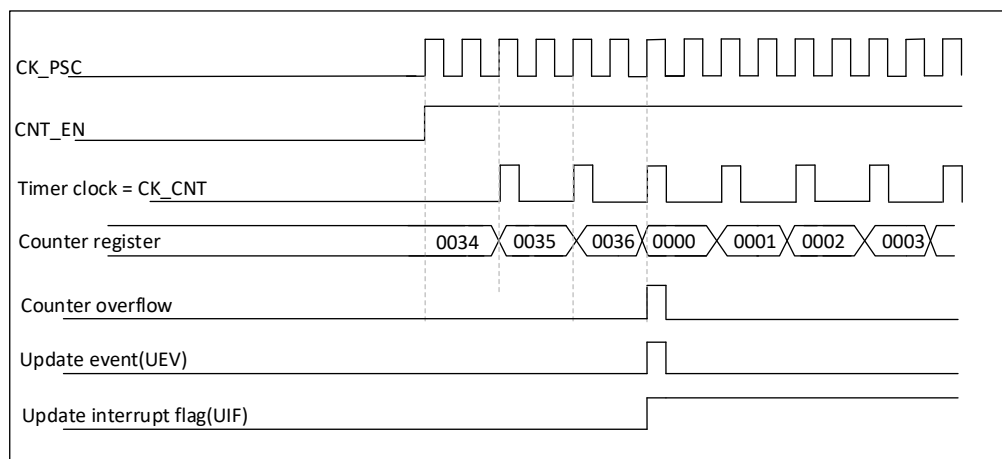 CK_PSC
CNT_EN
Timer clock = CK_CNT
Counter register 0034 0035 0036 0000 0001 0002 0003
Counter overflow
Update event(UEV)
Update interrupt flag(UIF)